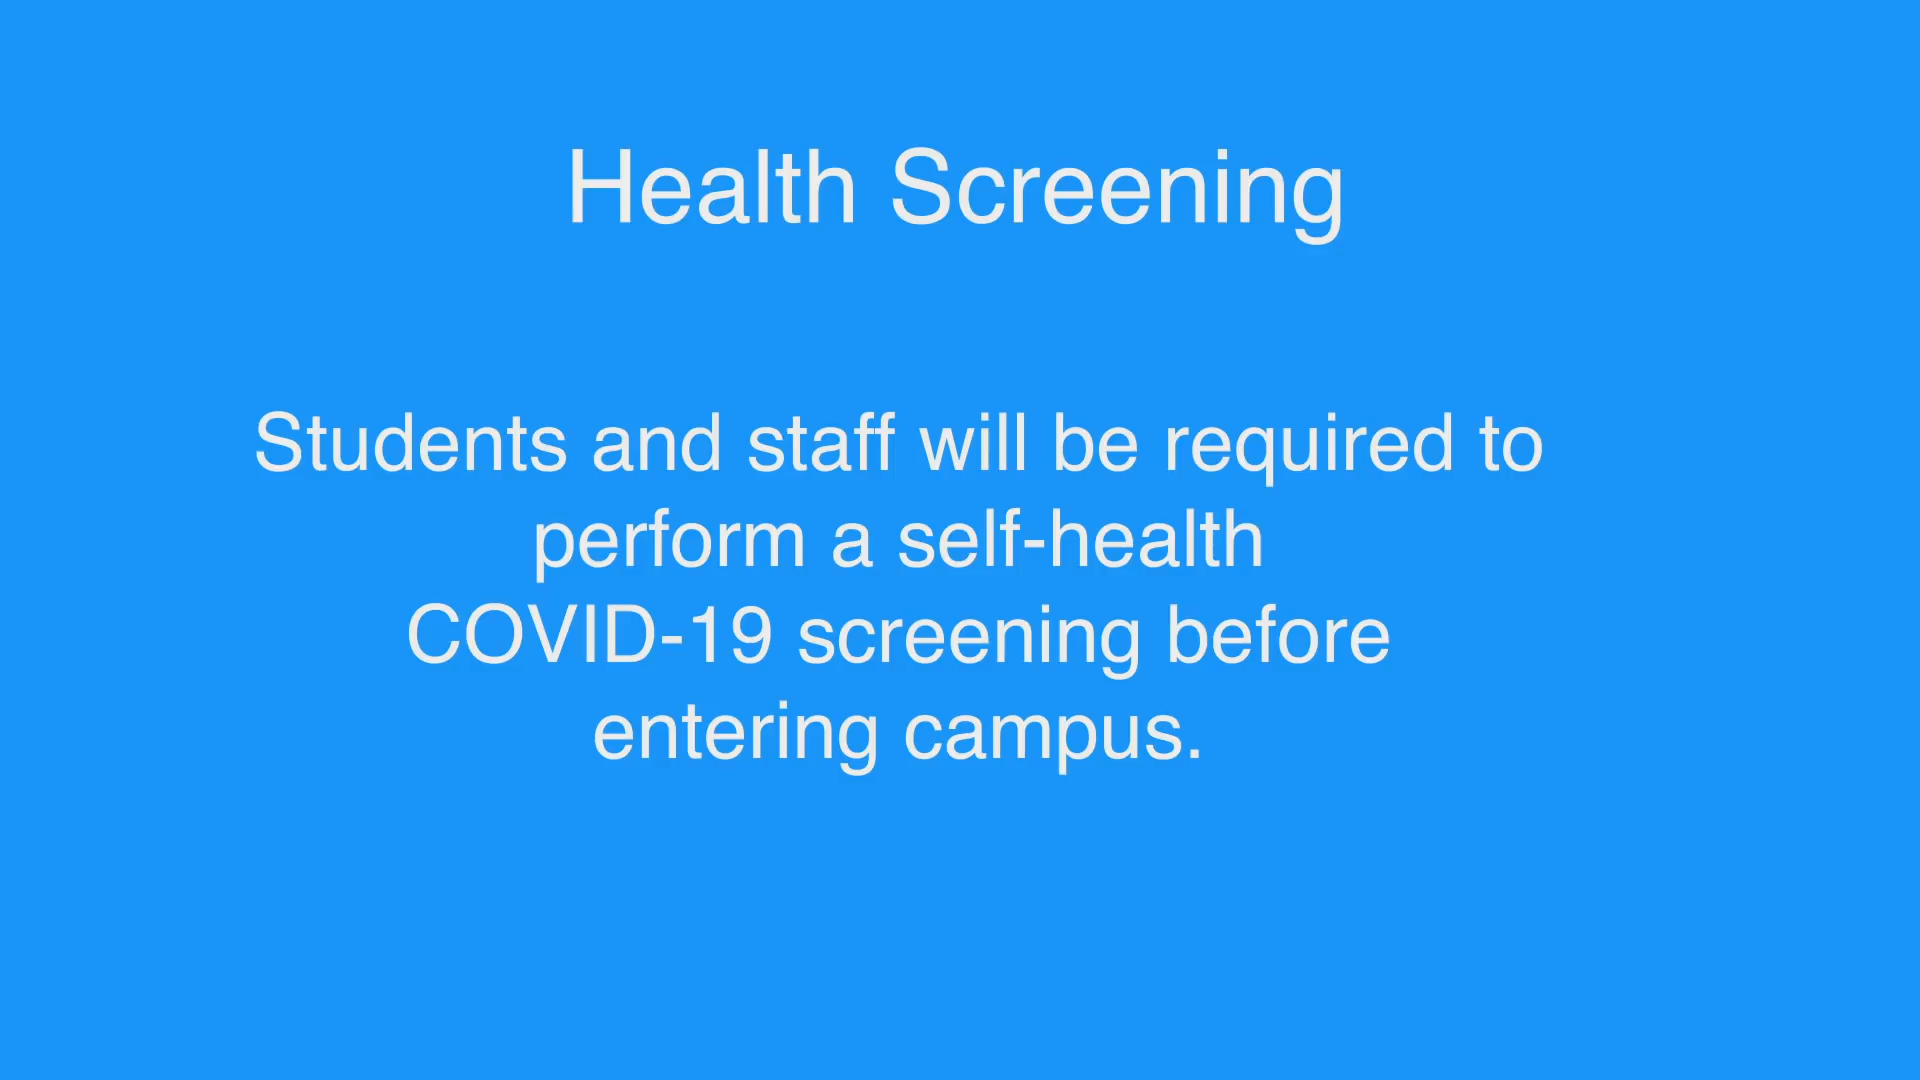 Health Screening
Students and staff will be required to
perform a self-health
COVID-19 screening before
entering campus.